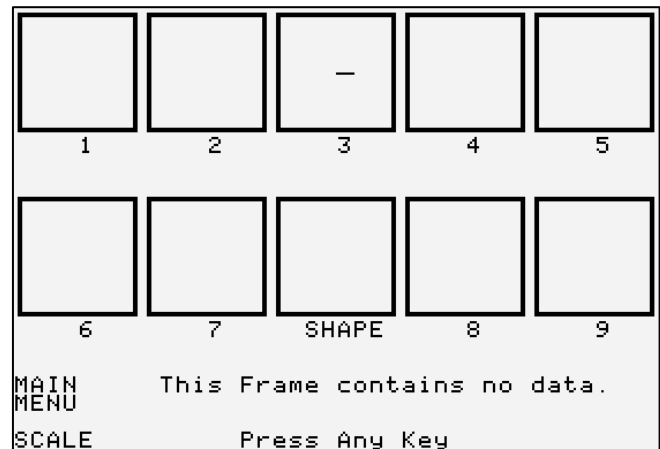 1 2 3 4 5
6 7 SHAPE 8 9
MAIN This Frame contains no data.
MENU
SCALE Press Any Key